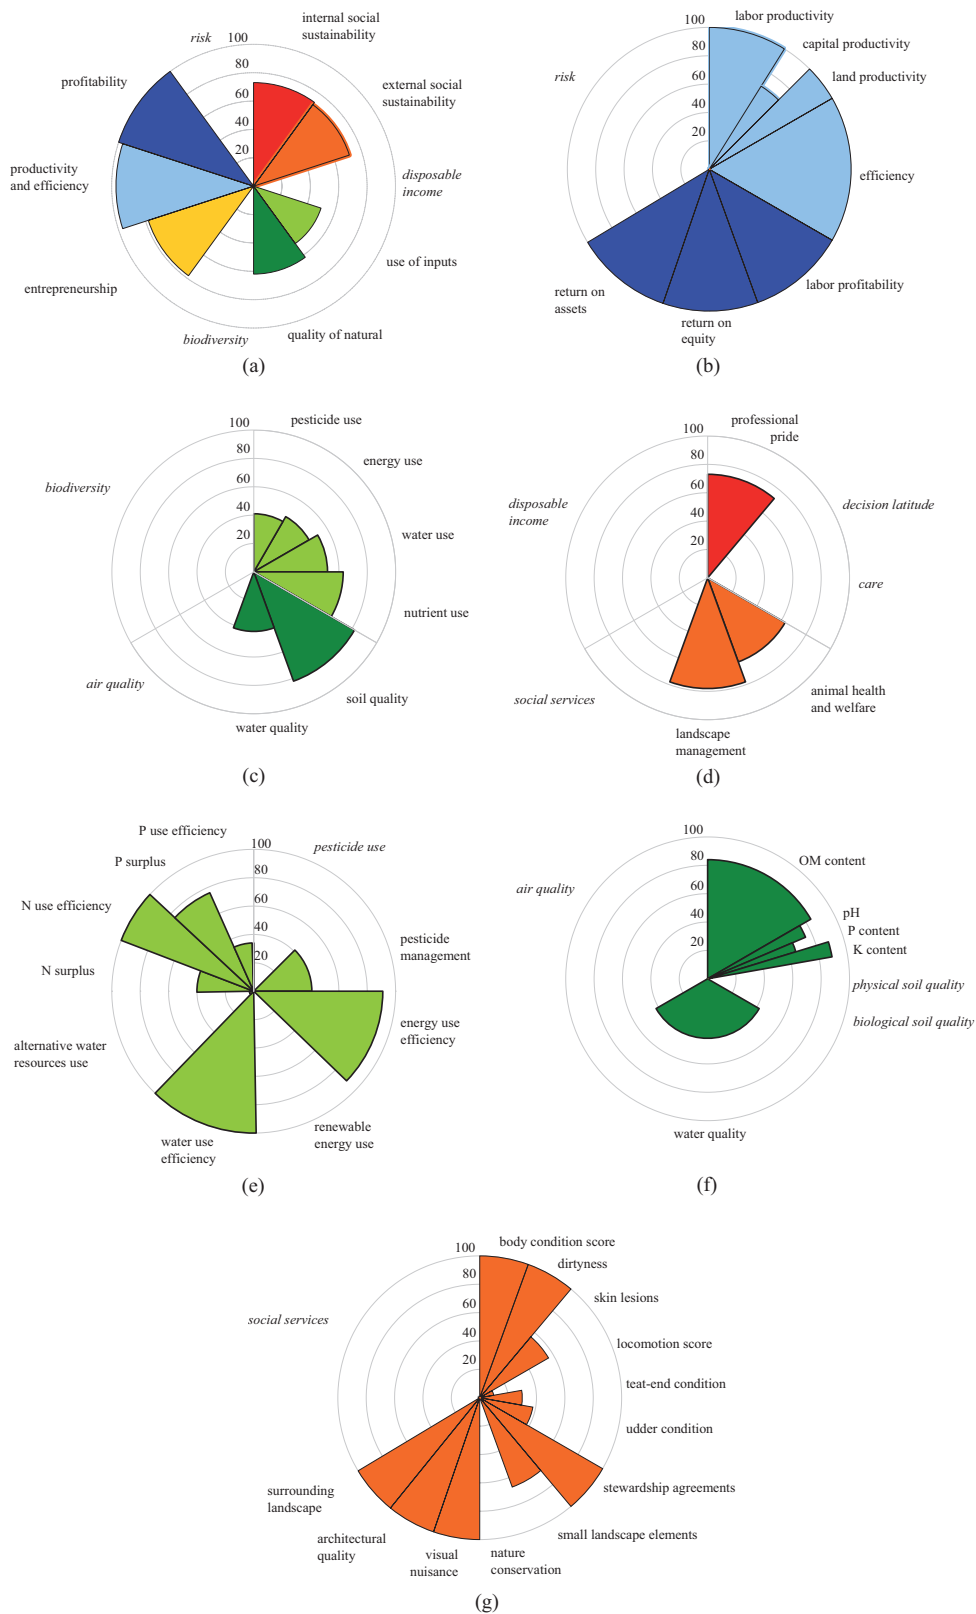 internal social
sustainability
risk
100
80
60
40
20
profitability
external social
sustainability
productivity
and efficiency
disposable
income
entrepreneurship
use of inputs
biodiversity
quality of natural
(a)
100
80
60
40
20
labor productivity
capital productivity
land productivity
risk
efficiency
labor profitability
return on
assets
return on
equity
(b)
100
80
60
40
20
pesticide use
energy use
biodiversity
water use
nutrient use
air quality
soil quality
water quality
(c)
100
80
60
40
20
professional
pride
disposable
income
decision latitude
care
social services
animal health
and welfare
landscape
management
(d)
P use efficiency
100
80
60
40
20
pesticide use
P surplus
N use efficiency
pesticide
management
N surplus
energy use
efficiency
alternative water
resources use
renewable
energy use
water use
efficiency
(e)
100
80
60
40
20
OM content
air quality
pH
P content
K content
physical soil quality
biological soil quality
water quality
(f)
100
80
60
40
20
body condition score
dirtyness
skin lesions
social services
locomotion score
teat-end condition
udder condition
stewardship agreements
surrounding
landscape
small landscape elements
architectural
quality
visual
nuisance
nature
conservation
(g)